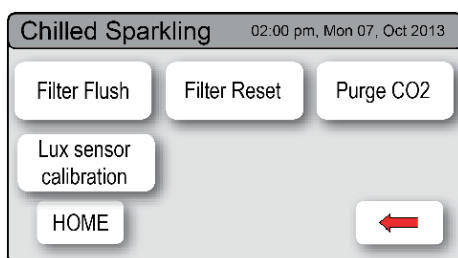 Chilled Sparkling 02:00 pm, Mon 07, Oct 2013
Filter Flush Filter Reset Purge CO2
Lux sensor
calibration
HOME